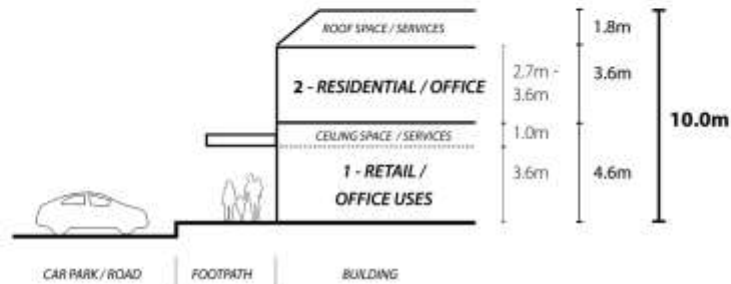 ROOF SPACE / SERVICES
1.8m
2 - RESIDENTIAL / OFFICE
2.7m -
3.6m
3.6m
10.0m
CEILING SPACE / SERVICES
1.0m
1 - RETAIL /
OFFICE USES
3.6m
4.6m
CAR PARK / ROAD
FOOTPATH
BUILDING